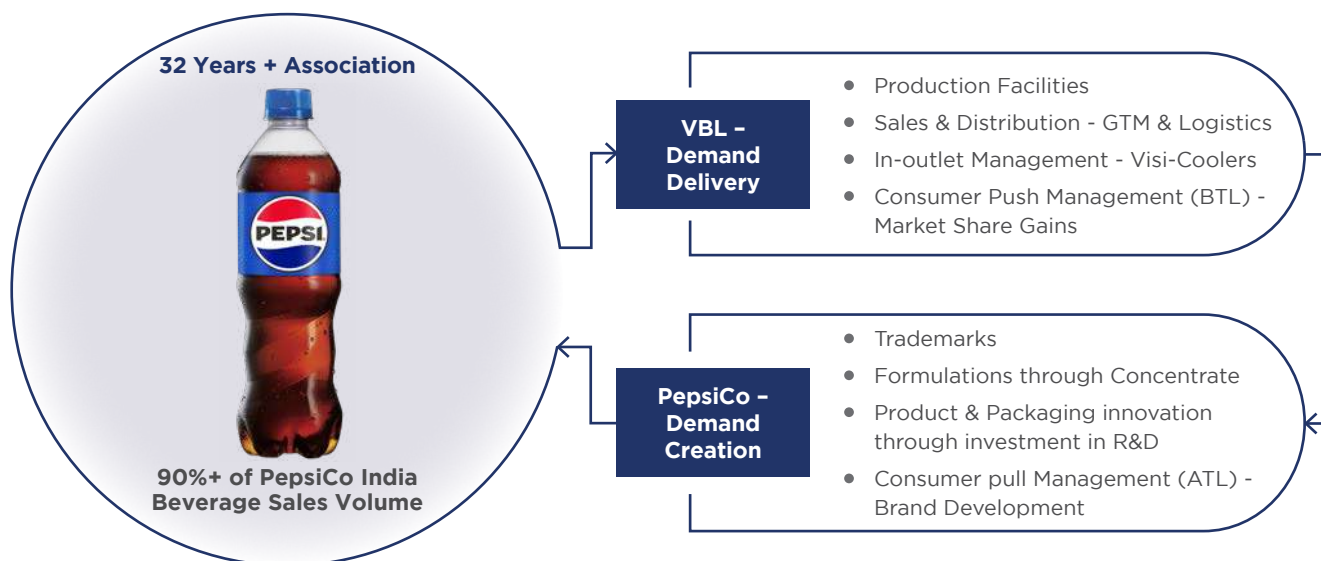 32 Years + Association
PEPSI
90%+ of PepsiCo India
Beverage Sales Volume
VBL –
Demand
Delivery
Production Facilities
Sales & Distribution - GTM & Logistics
In-outlet Management - Visi-Coolers
Consumer Push Management (BTL) -
Market Share Gains
PepsiCo –
Demand
Creation
Trademarks
Formulations through Concentrate
Product & Packaging innovation
through investment in R&D
Consumer pull Management (ATL) -
Brand Development